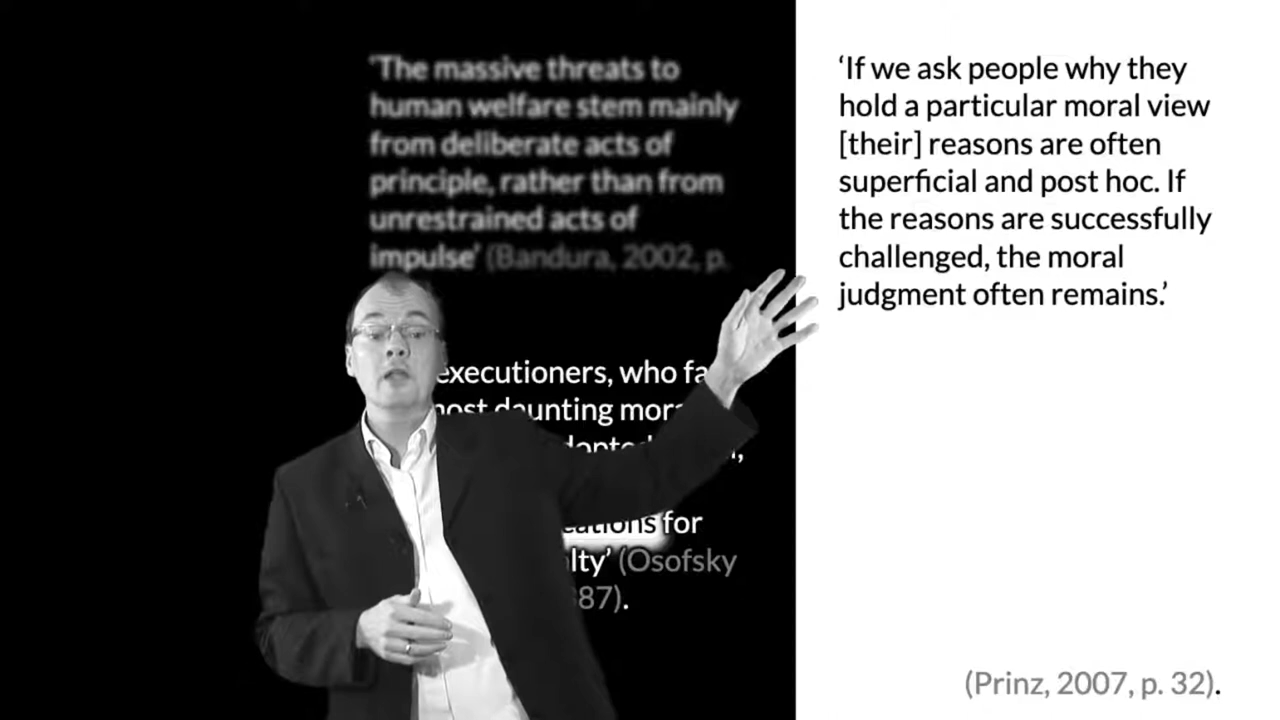 ‘The massive threats to
human welfare stem mainly
from deliberate acts of
principle, rather than from
unrestrained acts of
impulse’ (Bandura, 2002, p.
executioners, who
daunting
for
(Osofsky
87).
‘If we ask people why they
hold a particular moral view
[their] reasons are often
superficial and post hoc. If
the reasons are successfully
challenged, the moral
judgment often remains.’
(Prinz, 2007, p. 32).